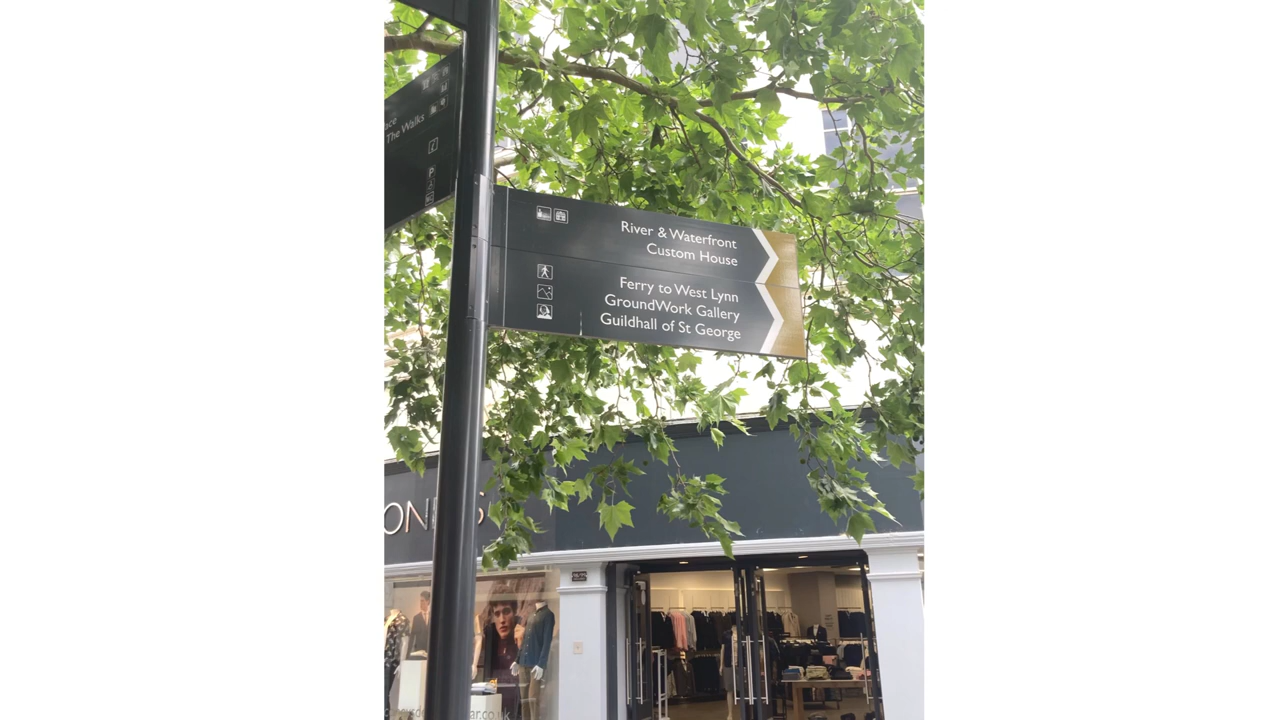 The Walks
River & Waterfront
Custom House
Ferry to West Lynn
GroundWork Gallery
Guildhall of St George